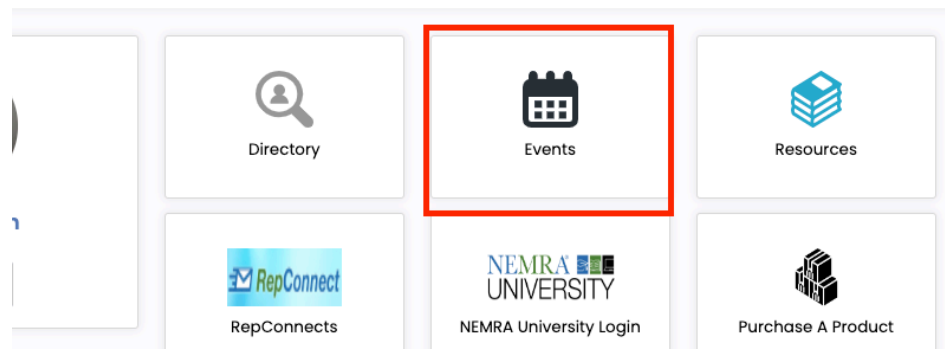 Directory
Events
Resources
n
RepConnect
NEMRA
UNIVERSITY
RepConnects
NEMRA University Login
Purchase A Product